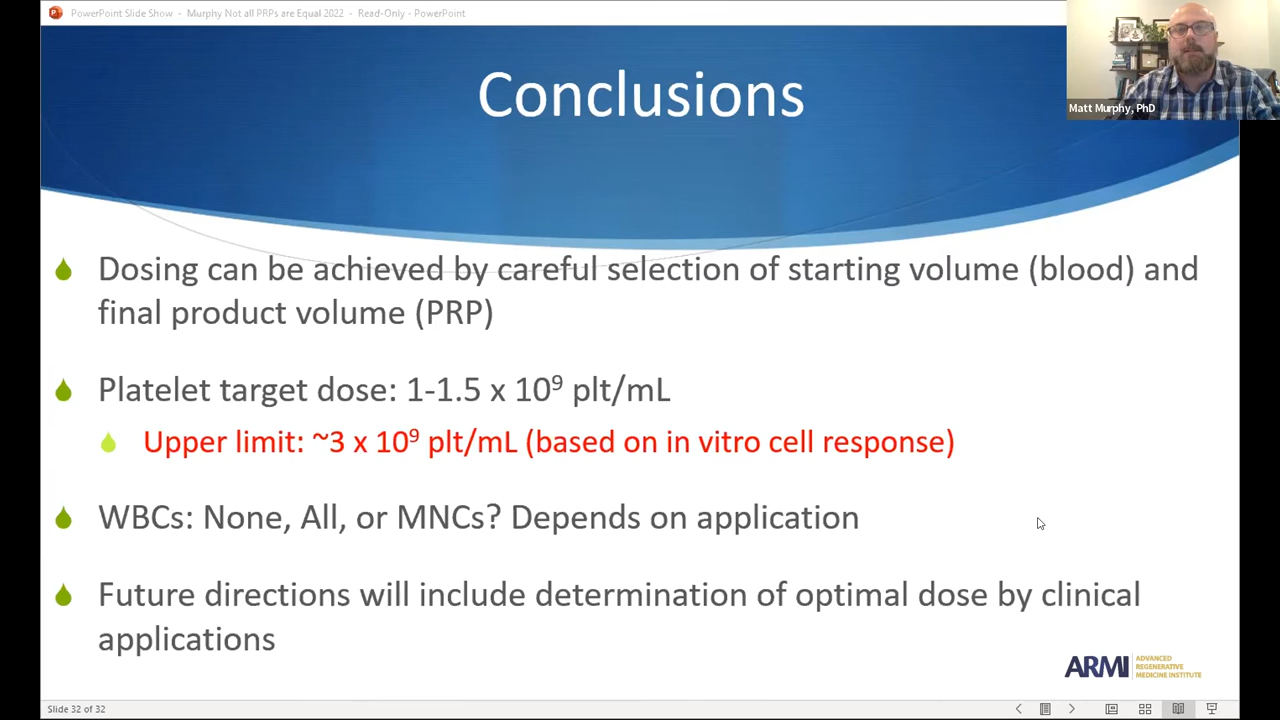 PowerPoint Slide Show - Murphy Not all PRPs are Equal 2022 - Read-Only - PowerPoint
Matt Murphy, PhD
Conclusions
Dosing can be achieved by careful selection of starting volume (blood) and
final product volume (PRP)
Platelet target dose: 1-1.5 x 10⁹ plt/mL
Upper limit: ~3 x 10⁹ plt/mL (based on in vitro cell response)
WBCs: None, All, or MNCs? Depends on application
Future directions will include determination of optimal dose by clinical
applications
ARMI
ADVANCED
REGENERATIVE
MEDICINE INSTITUTE
Slide 32 of 32